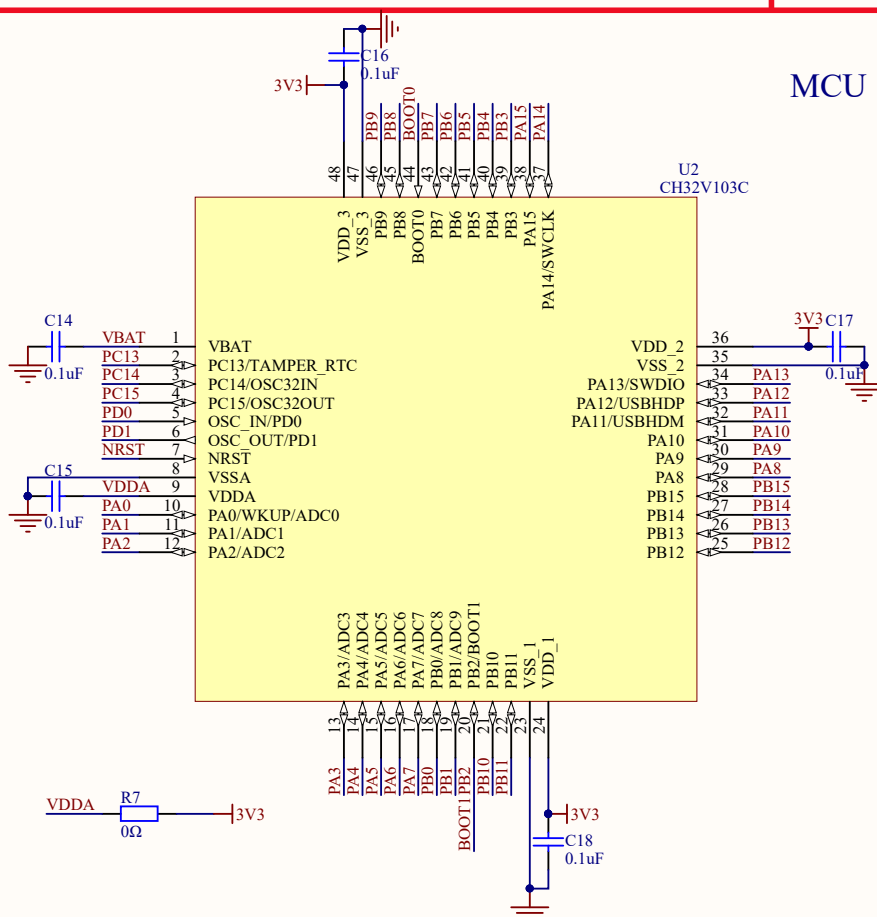 MCU
C16
0.1uF
3V3
PB9
PB8
BOOT0
PB7
PB6
PB5
PB4
PB3
PA15
PA14
48
47
46
45
44
43
42
41
40
39
38
37
U2
CH32V103C
VDD_3
VSS_3
PB9
PB8
BOOT0
PB7
PB6
PB5
PB4
PB3
PA15
PA14/SWCLK
C14
0.1uF
VBAT 1 VBAT
PC13 2 PC13/TAMPER_RTC
PC14 3 PC14/OSC32IN
PC15 4 PC15/OSC32OUT
PD0 5 OSC_IN/PD0
PD1 6 OSC_OUT/PD1
NRST 7 NRST
8 VSSA
C15
0.1uF
VDDA 9 VDDA
PA0 10 PA0/WKUP/ADC0
PA1 11 PA1/ADC1
PA2 12 PA2/ADC2
3V3 C17
0.1uF
VDD_2 36
VSS_2 35
PA13/SWDIO 34 PA13
PA12/USBHDP 33 PA12
PA11/USBHDM 32 PA11
PA10 31 PA10
PA9 30 PA9
PA8 29 PA8
PB15 28 PB15
PB14 27 PB14
PB13 26 PB13
PB12 25 PB12
PA3/ADC3
PA4/ADC4
PA5/ADC5
PA6/ADC6
PA7/ADC7
PB0/ADC8
PB1/ADC9
PB2/BOOT1
PB10
PB11
VSS_1
VDD_1
13
14
15
16
17
18
19
20
21
22
23
24
PA3
PA4
PA5
PA6
PA7
PB0
PB1
BOOT1PB2
PB10
PB11
VDDA
R7
0Ω
3V3
3V3
C18
0.1uF